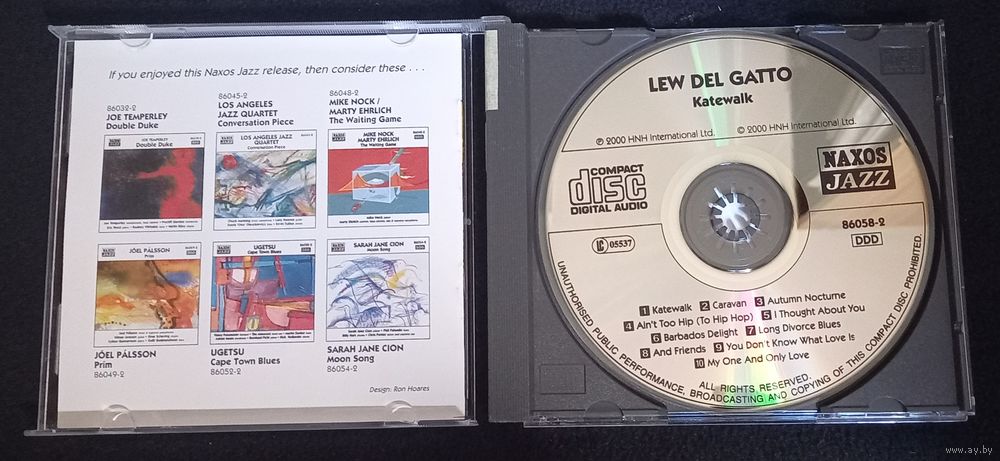 If you enjoyed this Naxos Jazz release, then consider these . . .
86032-2
JOE TEMPERLEY
Double Duke
86045-2
LOS ANGELES
JAZZ QUARTET
Conversation Piece
86048-2
MIKE NOCK /
MARTY EHRLICH
The Waiting Game
JOE TEMPERLEY
Double Duke
LOS ANGELES JAZZ
QUARTET
Conversation Piece
MIKE NOCK
MARTY EHRLICH
The Waiting Game
JÓEL PÁLSSON
Prim
UGETSU
Cape Town Blues
SARAH JANE CION
Moon Song
JÓEL PÁLSSON
Prim
86049-2
UGETSU
Cape Town Blues
86052-2
SARAH JANE CION
Moon Song
86054-2
Design: Ron Hoares
LEW DEL GATTO
Katewalk
℗ 2000 HNH International Ltd.
© 2000 HNH International Ltd.
COMPACT
disc
DIGITAL AUDIO
NAXOS
JAZZ
86058-2
DDD
LC 05537
1 Katewalk 2 Caravan 3 Autumn Nocturne
4 Ain't Too Hip (To Hip Hop) 5 I Thought About You
6 Barbados Delight 7 Long Divorce Blues
8 And Friends 9 You Don't Know What Love Is
10 My One And Only Love
ALL RIGHTS RESERVED.
UNAUTHORISED PUBLIC PERFORMANCE, BROADCASTING AND COPYING OF THIS COMPACT DISC PROHIBITED.
www.ay.by